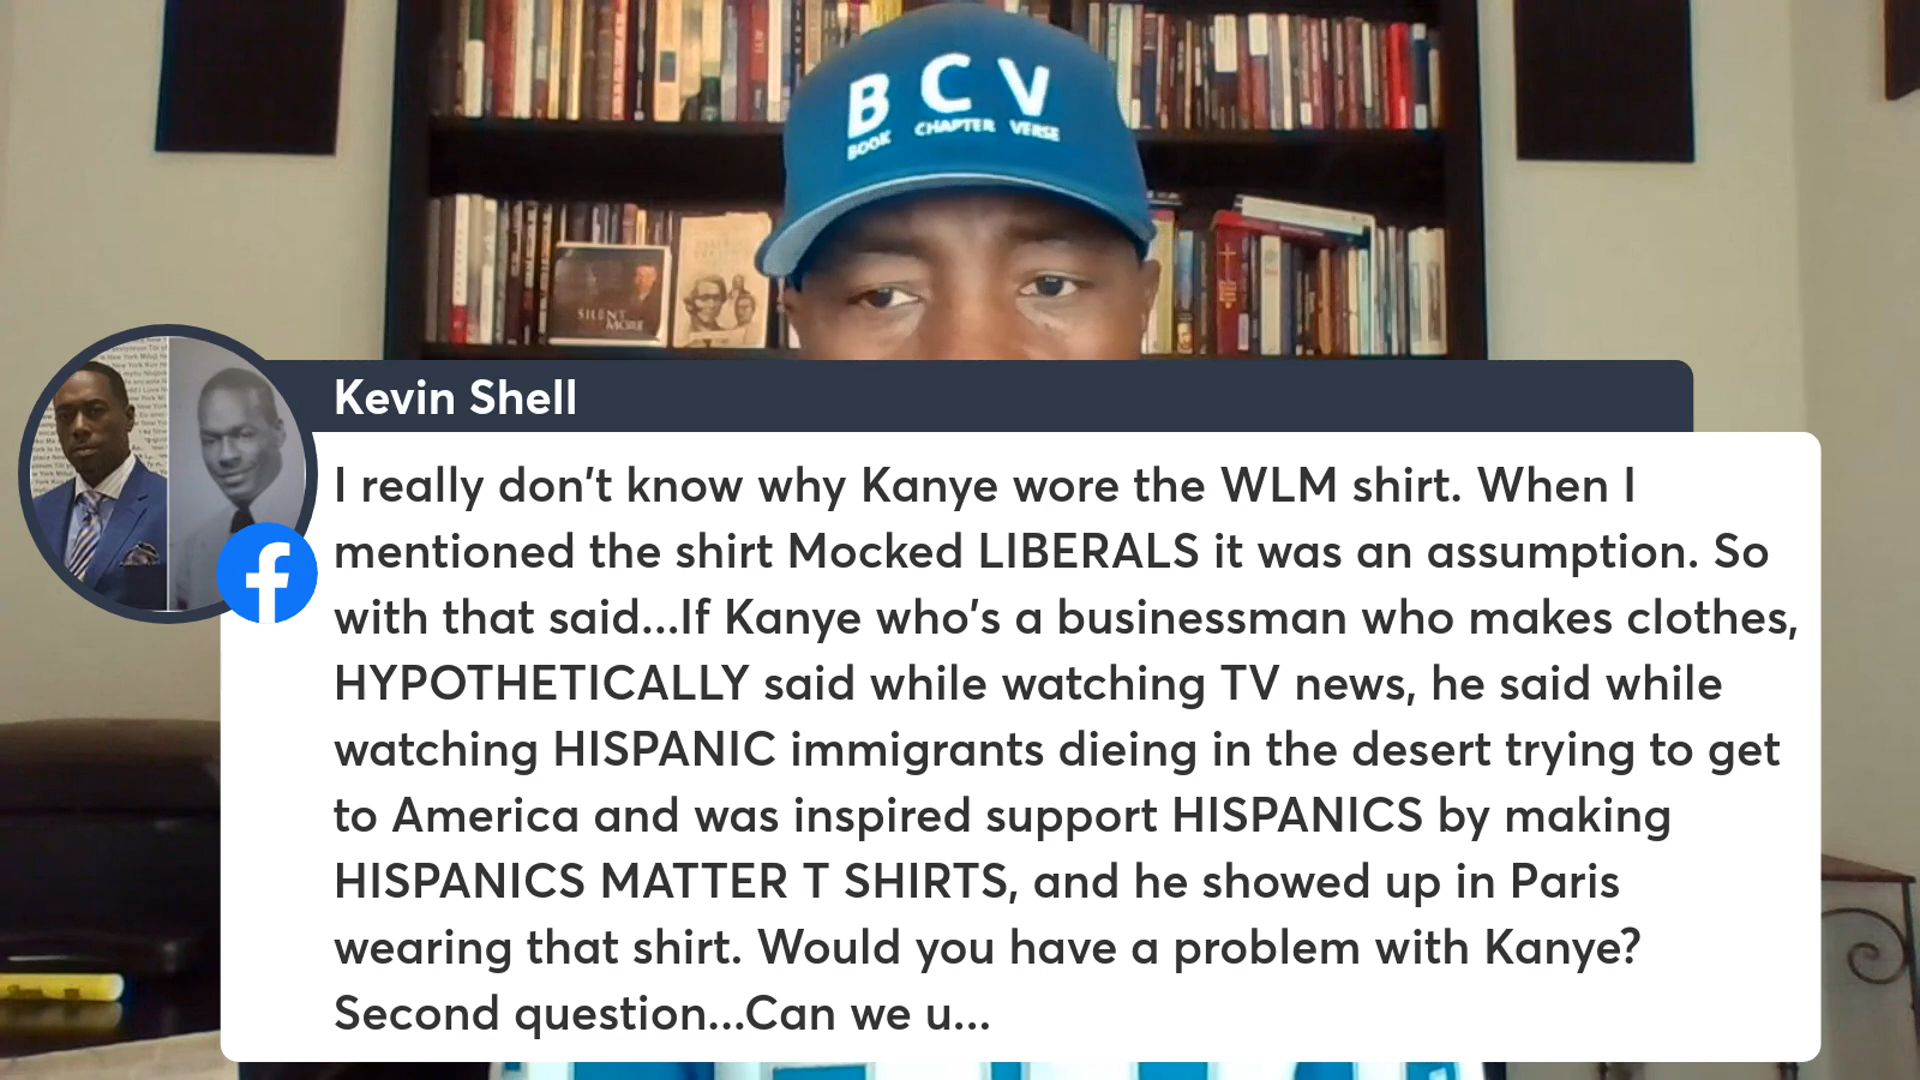 B C V
BOOK CHAPTER VERSE
SILENT
Kevin Shell
I really don't know why Kanye wore the WLM shirt. When I
mentioned the shirt Mocked LIBERALS it was an assumption. So
with that said...If Kanye who's a businessman who makes clothes,
HYPOTHETICALLY said while watching TV news, he said while
watching HISPANIC immigrants dieing in the desert trying to get
to America and was inspired support HISPANICS by making
HISPANICS MATTER T SHIRTS, and he showed up in Paris
wearing that shirt. Would you have a problem with Kanye?
Second question...Can we u...